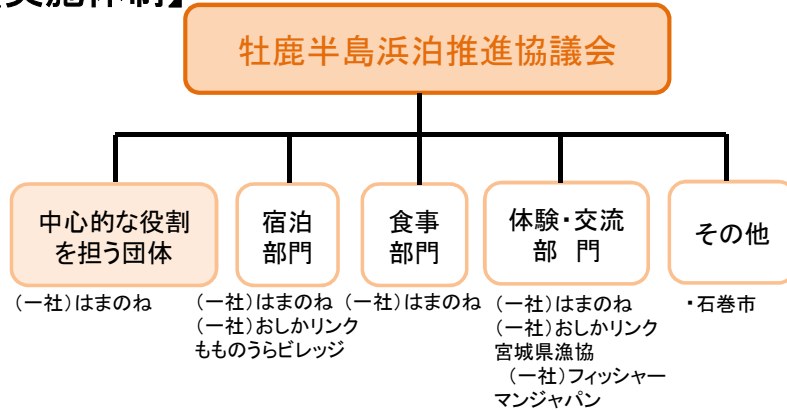 実施体制】
牡鹿半島浜泊推進協議会
中心的な役割
を担う団体
(一社)はまのね
宿泊
部門
(一社)はまのね
(一社)おしかリンク
もものうらビレッジ
食事
部門
(一社)はまのね
体験・交流
部 門
(一社)はまのね
(一社)おしかリンク
宮城県漁協
(一社)フィッシャー
マンジャパン
その他
・石巻市